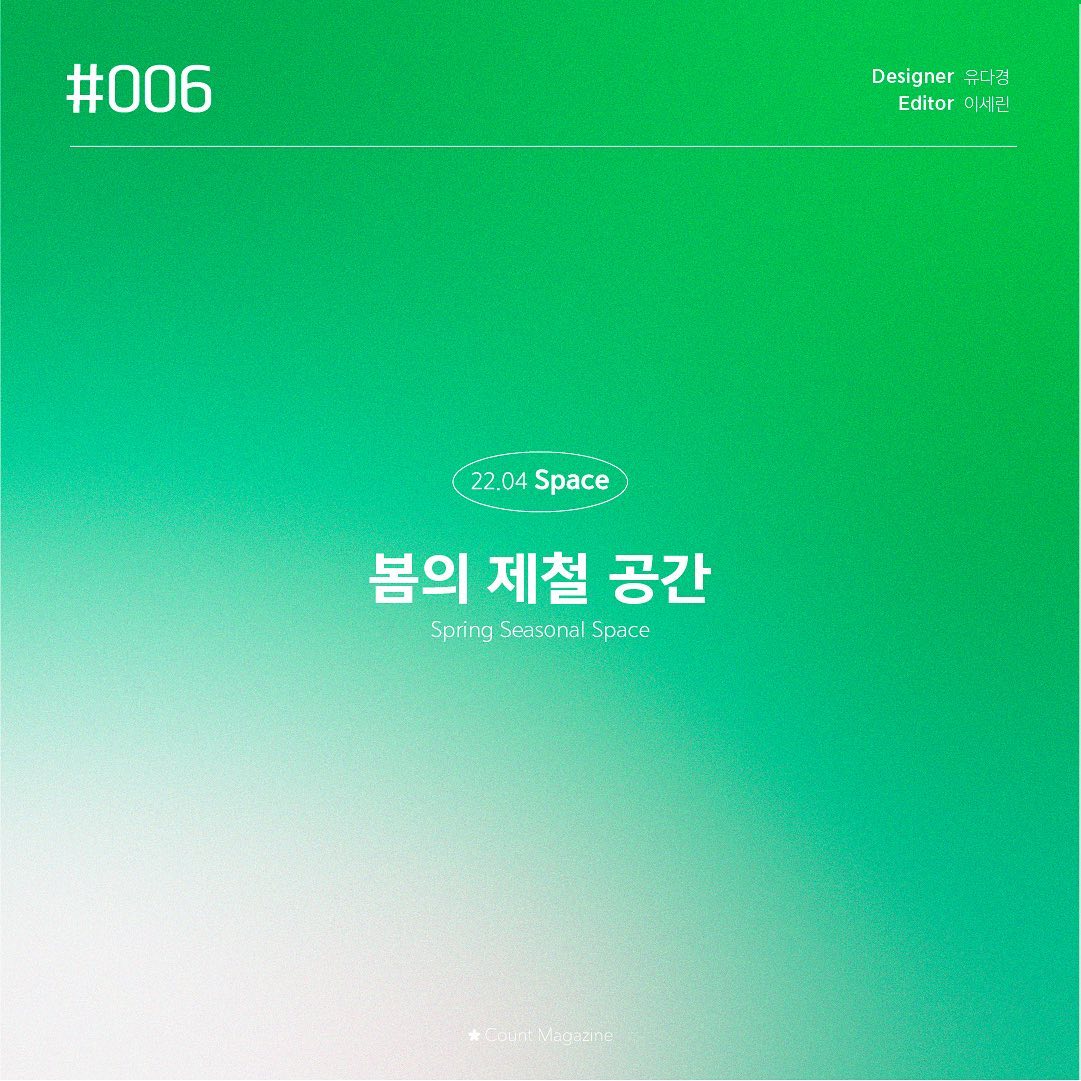 #006
Designer 유다경
Editor 이세린
22.04 Space
봄의 제철 공간
Spring Seasonal Space
Count Magazine